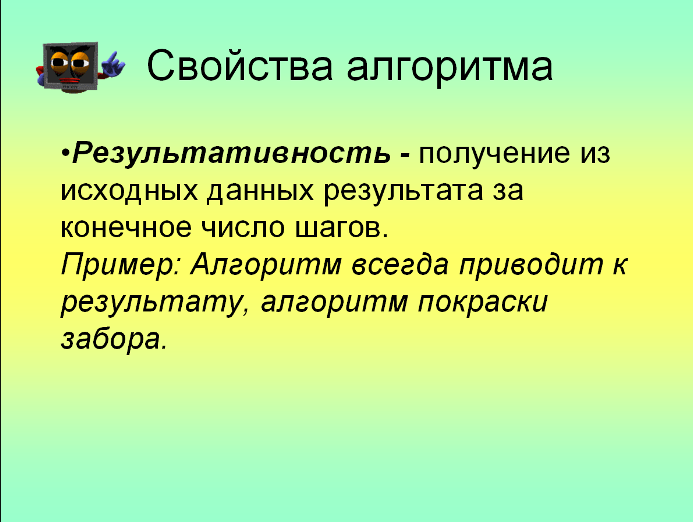 Свойства алгоритма
•Результативность - получение из
исходных данных результата за
конечное число шагов.
Пример: Алгоритм всегда приводит к
результату, алгоритм покраски
забора.